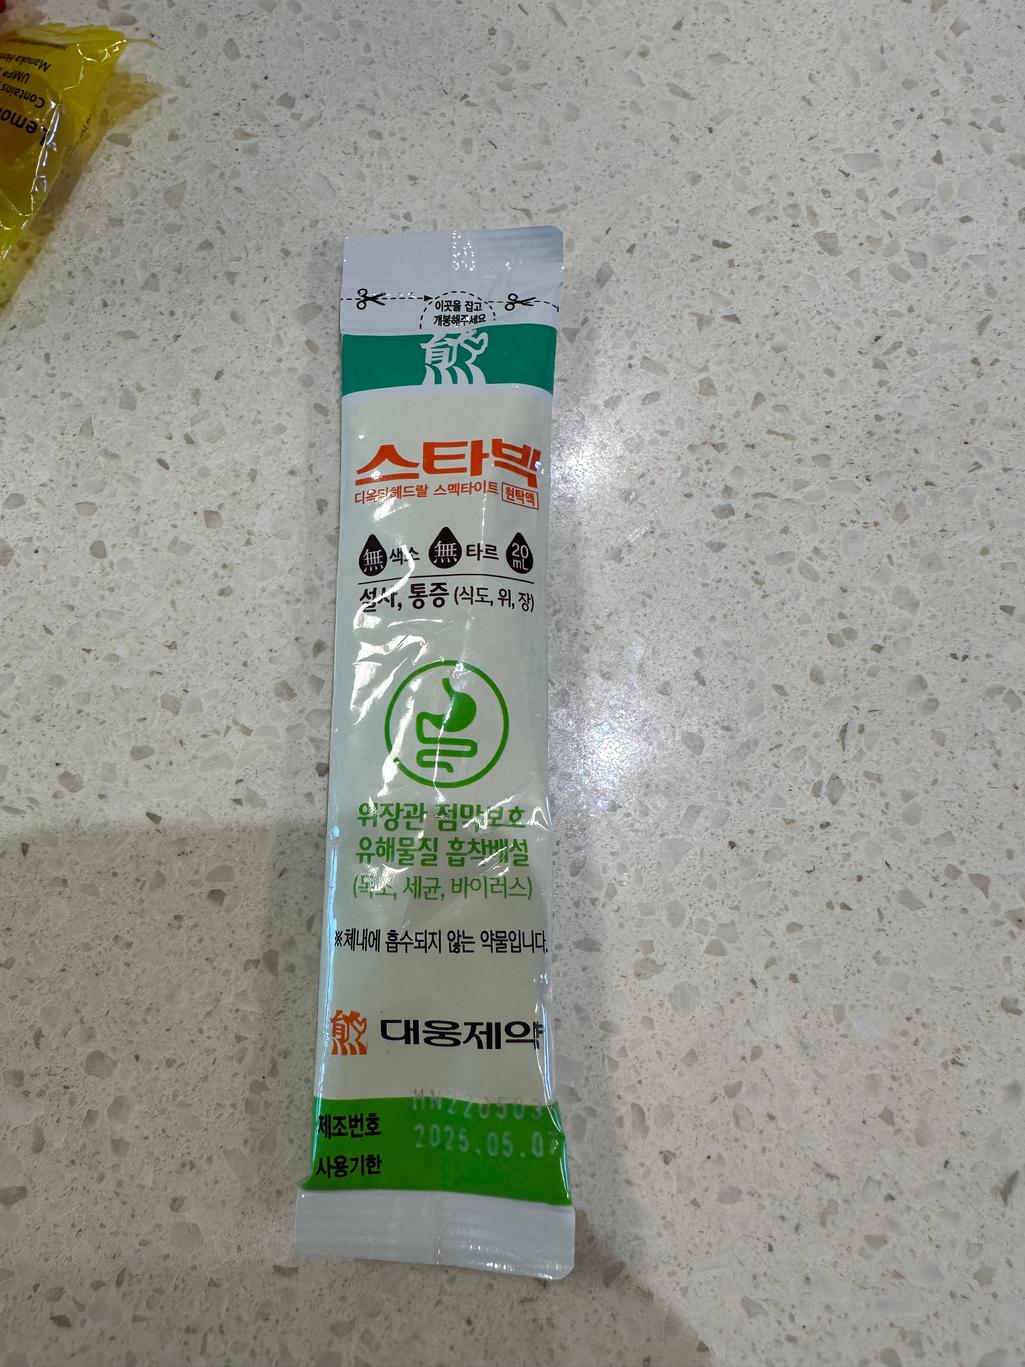 Manuka Hon
UMF®
Contains
Lemon
이곳을 잡고
개봉해주세요
스타빅
디옥타헤드랄 스멕타이트 현탁액
無 색소 無 타르 20 mL
설사, 통증 (식도, 위, 장)
위장관 점막보호
유해물질 흡착배설
(독소, 세균, 바이러스)
※체내에 흡수되지 않는 약물입니다.
대웅제약
제조번호
2025.05.07
사용기한